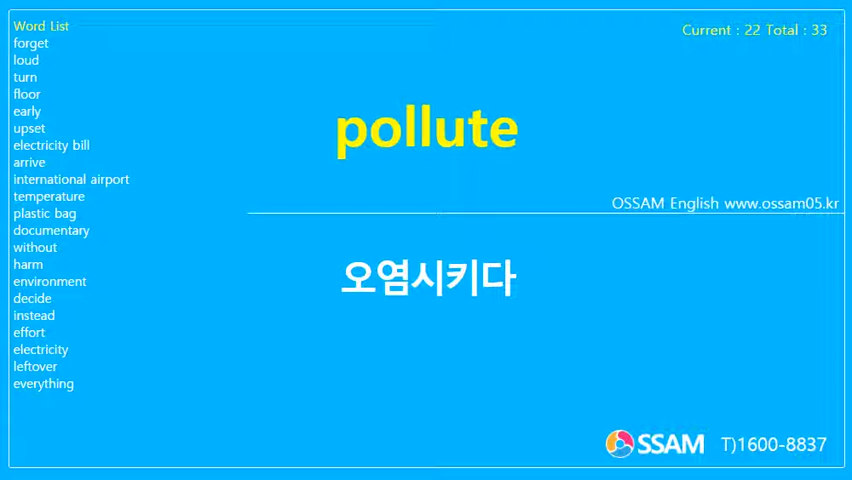 Word List
forget
loud
turn
floor
early
upset
electricity bill
arrive
international airport
temperature
plastic bag
documentary
without
harm
environment
decide
instead
effort
electricity
leftover
everything
Current : 22 Total : 33
pollute
OSSAM English www.ossam05.kr
오염시키다
OSSAM T)1600-8837